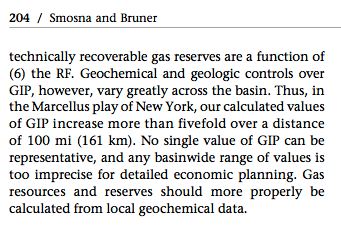 204 / Smosna and Bruner
technically recoverable gas reserves are a function of
(6) the RF. Geochemical and geologic controls over
GIP, however, vary greatly across the basin. Thus, in
the Marcellus play of New York, our calculated values
of GIP increase more than fivefold over a distance
of 100 mi (161 km). No single value of GIP can be
representative, and any basinwide range of values is
too imprecise for detailed economic planning. Gas
resources and reserves should more properly be
calculated from local geochemical data.